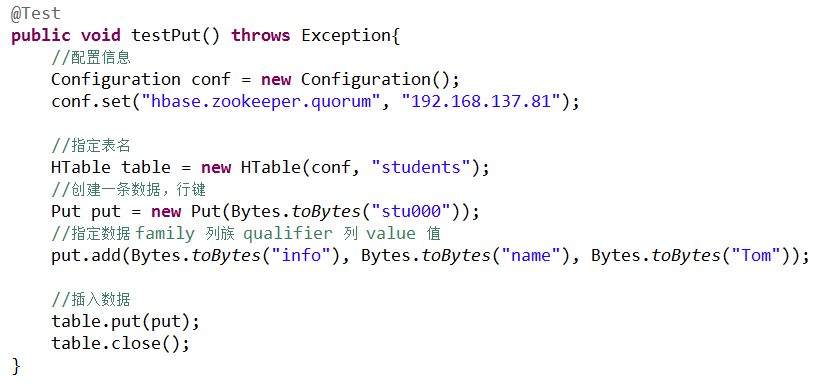 @Test
public void testPut() throws Exception{
    //配置信息
    Configuration conf = new Configuration();
    conf.set("hbase.zookeeper.quorum", "192.168.137.81");

    //指定表名
    HTable table = new HTable(conf, "students");
    //创建一条数据，行键
    Put put = new Put(Bytes.toBytes("stu000"));
    //指定数据 family 列族 qualifier 列 value 值
    put.add(Bytes.toBytes("info"), Bytes.toBytes("name"), Bytes.toBytes("Tom"));

    //插入数据
    table.put(put);
    table.close();
}